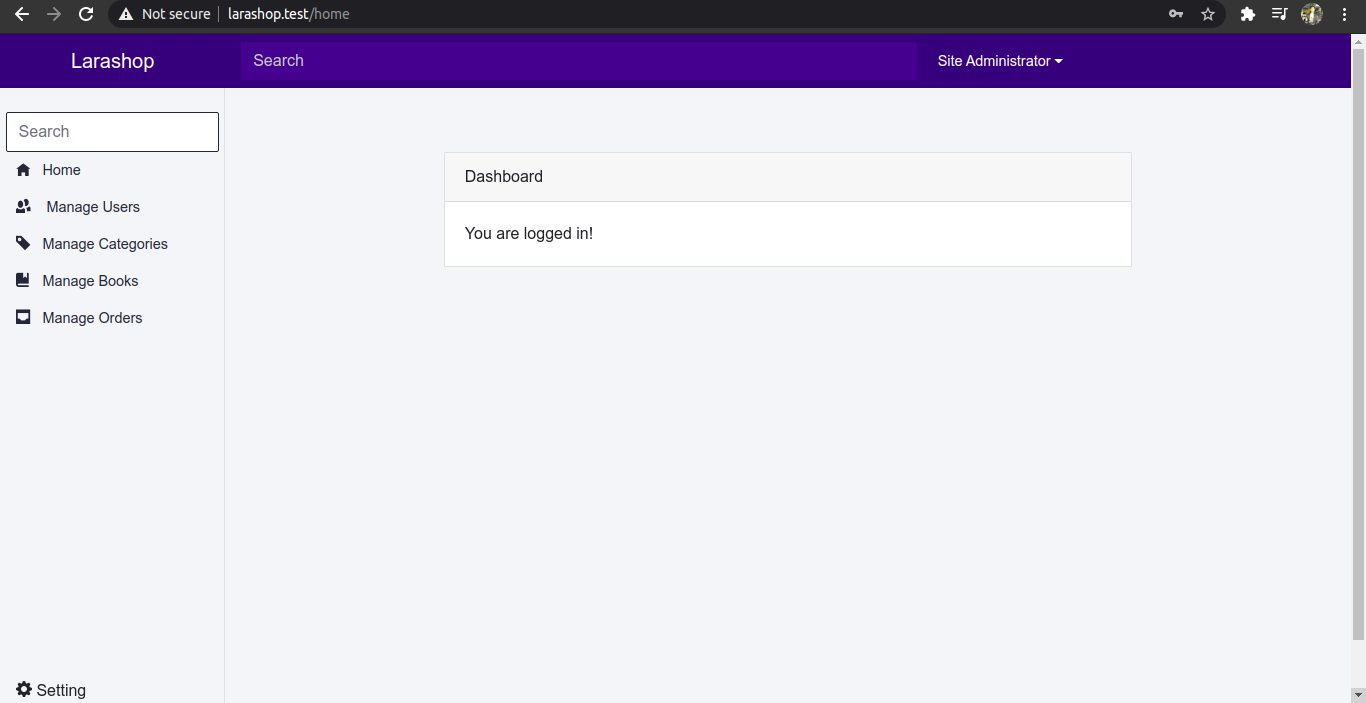 Not secure larashop.test/home
Larashop
Search
Site Administrator
Search
Home
Manage Users
Manage Categories
Manage Books
Manage Orders
Setting
Dashboard
You are logged in!